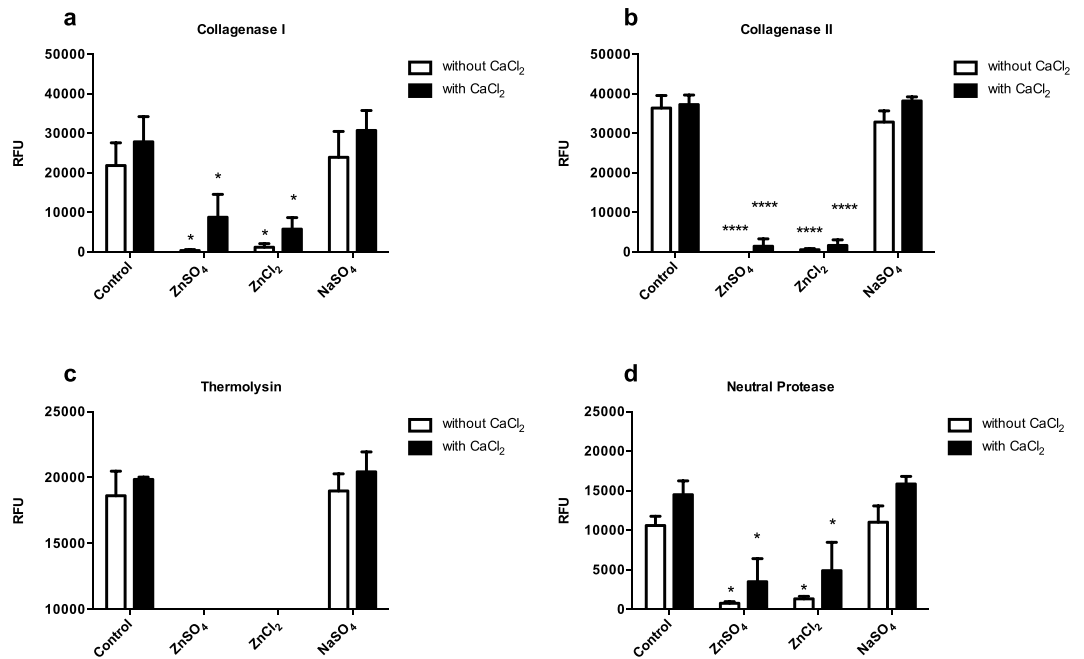 a
Collagenase I
50000
40000
30000
20000
10000
0
RFU
without CaCl₂
with CaCl₂
*
*
*
*
Control
ZnSO₄
ZnCl₂
NaSO₄
b
Collagenase II
50000
40000
30000
20000
10000
0
RFU
without CaCl₂
with CaCl₂
****
****
****
****
Control
ZnSO₄
ZnCl₂
NaSO₄
c
Thermolysin
25000
20000
15000
10000
RFU
without CaCl₂
with CaCl₂
Control
ZnSO₄
ZnCl₂
NaSO₄
d
Neutral Protease
25000
20000
15000
10000
5000
0
RFU
without CaCl₂
with CaCl₂
*
*
*
*
Control
ZnSO₄
ZnCl₂
NaSO₄